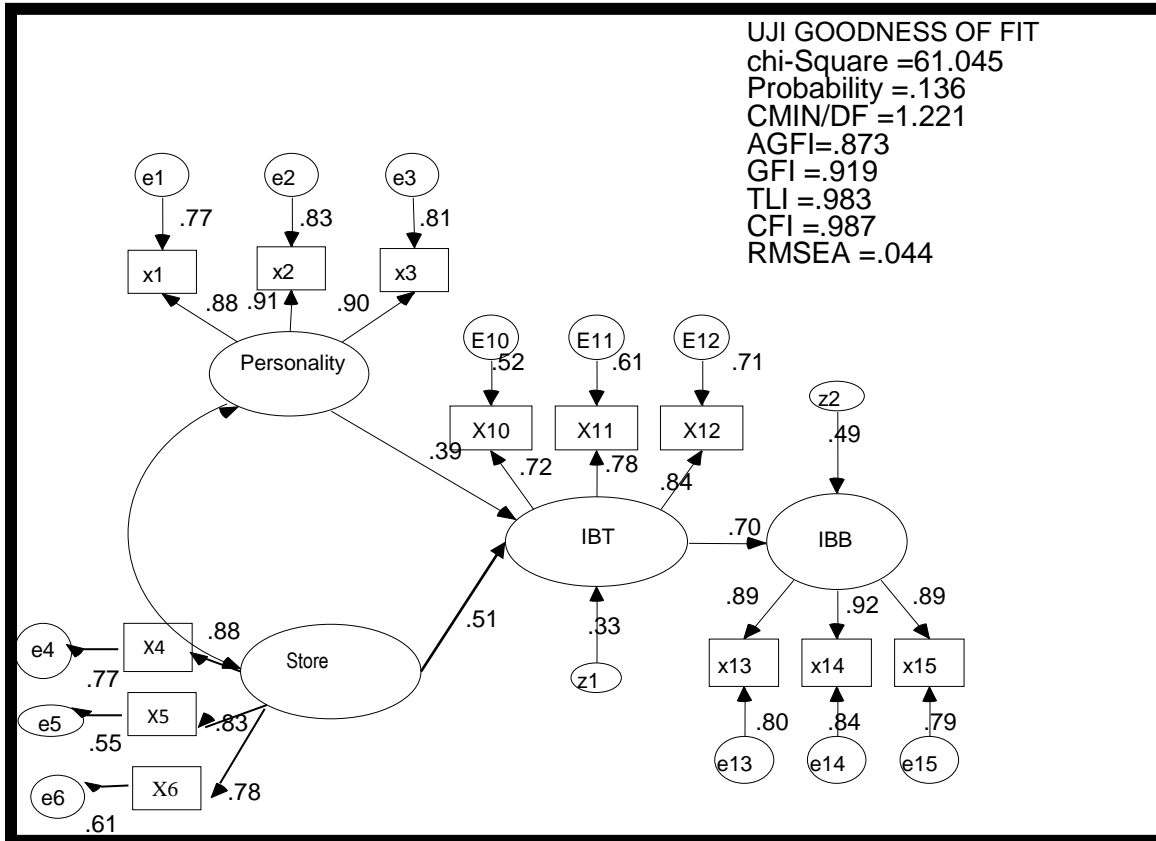 UJI GOODNESS OF FIT
chi-Square =61.045
Probability =.136
CMIN/DF =1.221
AGFI=.873
GFI =.919
TLI =.983
CFI =.987
RMSEA =.044
e1 e2 e3
.77 .83 .81
x1 x2 x3
.88 .91 .90
Personality
E10 E11 E12
.52 .61 .71
X10 X11 X12
.39 .72 .78 .84
z2
.49
IBT .70 IBB
.89 .92 .89
.51 .33
z1
x13 x14 x15
.80 .84 .79
e13 e14 e15
Store
e4 X4 .88
.77
e5 X5 .83
.55
e6 X6 .78
.61